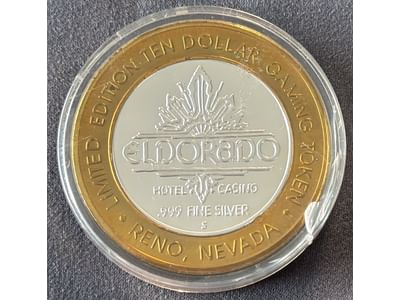 LIMITED EDITION TEN DOLLAR GAMING TOKEN
ELDORADO
HOTEL CASINO
.999 FINE SILVER
S
• RENO, NEVADA •